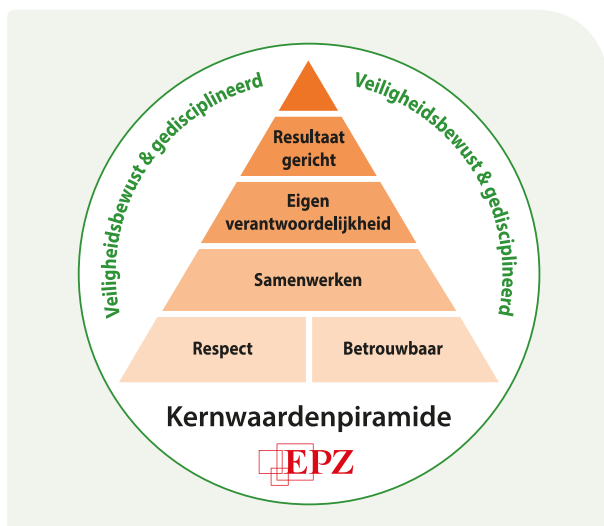 Veiligheidsbewust & gedisciplineerd
Veiligheidsbewust & gedisciplineerd
Resultaat
gericht
Eigen
verantwoordelijkheid
Samenwerken
Respect
Betrouwbaar
Kernwaardenpiramide
EPZ